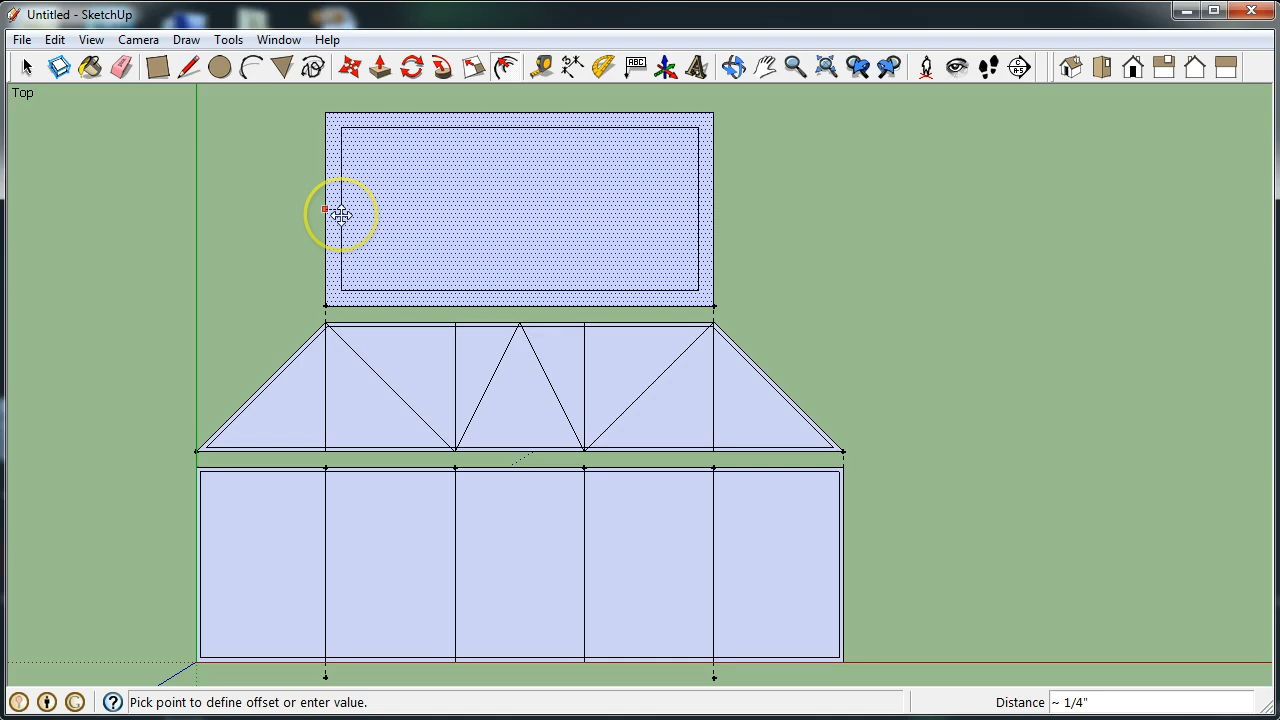 Untitled - SketchUp
File Edit View Camera Draw Tools Window Help
ABC
Top
Pick point to define offset or enter value.
Distance ~ 1/4"